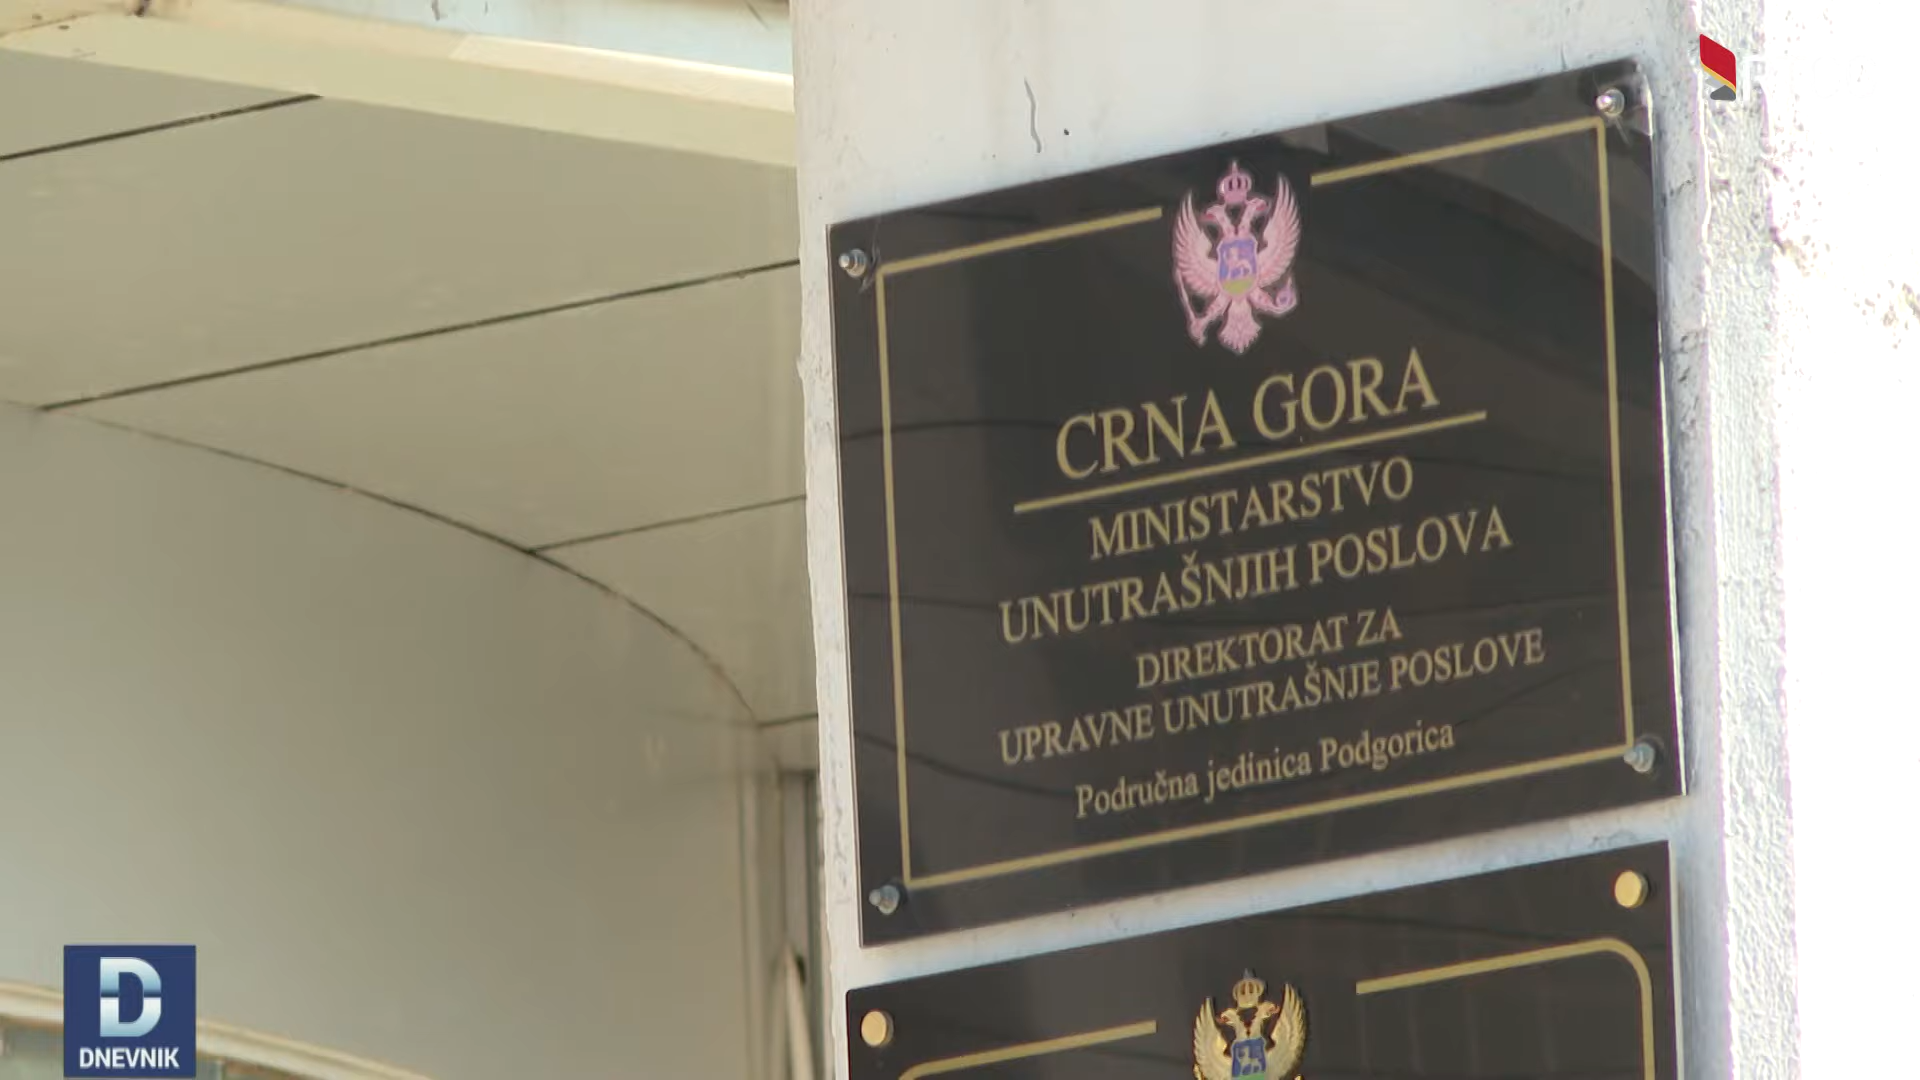 CRNA GORA
MINISTARSTVO
UNUTRAŠNJIH POSLOVA
DIREKTORAT ZA
UPRAVNE UNUTRAŠNJE POSLOVE
Područna jedinica Podgorica
D
DNEVNIK